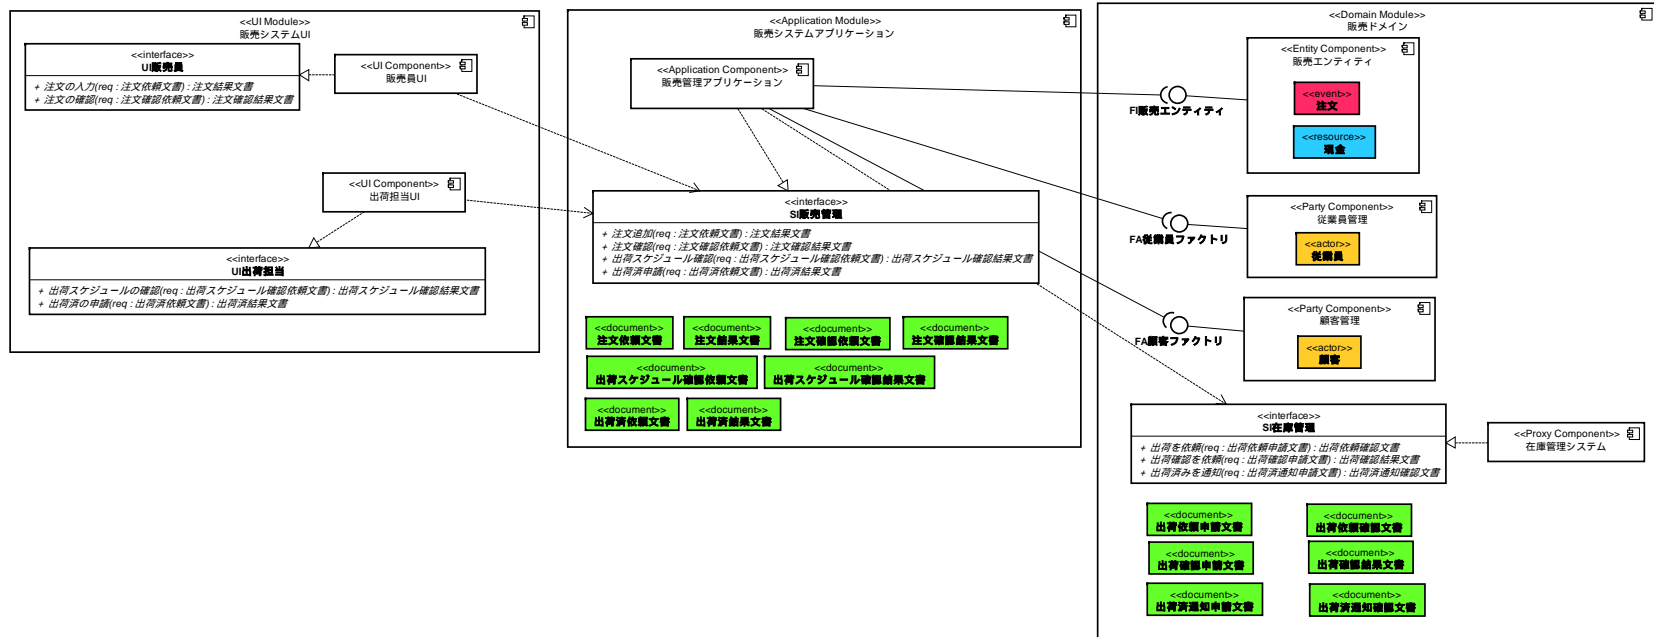 <<UI Module>>
販売システムUI
<<interface>>
UI販売員
+ 注文の入力(req : 注文依頼文書) : 注文結果文書
+ 注文の確認(req : 注文確認依頼文書) : 注文確認結果文書
<<UI Component>>
販売員UI
<<UI Component>>
出荷担当UI
<<interface>>
UI出荷担当
+ 出荷スケジュールの確認(req : 出荷スケジュール確認依頼文書) : 出荷スケジュール確認結果文書
+ 出荷済の申請(req : 出荷済依頼文書) : 出荷済結果文書
<<Application Module>>
販売システムアプリケーション
<<Application Component>>
販売管理アプリケーション
<<interface>>
SI販売管理
+ 注文追加(req : 注文依頼文書) : 注文結果文書
+ 注文確認(req : 注文確認依頼文書) : 注文確認結果文書
+ 出荷スケジュール確認(req : 出荷スケジュール確認依頼文書) : 出荷スケジュール確認結果文書
+ 出荷済申請(req : 出荷済依頼文書) : 出荷済結果文書
<<document>>
注文依頼文書
<<document>>
注文結果文書
<<document>>
注文確認依頼文書
<<document>>
注文確認結果文書
<<document>>
出荷スケジュール確認依頼文書
<<document>>
出荷スケジュール確認結果文書
<<document>>
出荷済依頼文書
<<document>>
出荷済結果文書
<<Domain Module>>
販売ドメイン
<<Entity Component>>
販売エンティティ
<<event>>
注文
<<resource>>
現金
FI販売エンティティ
<<Party Component>>
従業員管理
<<actor>>
従業員
FA従業員ファクトリ
<<Party Component>>
顧客管理
<<actor>>
顧客
FA顧客ファクトリ
<<interface>>
SI在庫管理
+ 出荷を依頼(req : 出荷依頼申請文書) : 出荷依頼確認文書
+ 出荷確認を依頼(req : 出荷確認申請文書) : 出荷確認結果文書
+ 出荷済みを通知(req : 出荷済通知申請文書) : 出荷済通知確認文書
<<Proxy Component>>
在庫管理システム
<<document>>
出荷依頼申請文書
<<document>>
出荷依頼確認文書
<<document>>
出荷確認申請文書
<<document>>
出荷確認結果文書
<<document>>
出荷済通知申請文書
<<document>>
出荷済通知確認文書